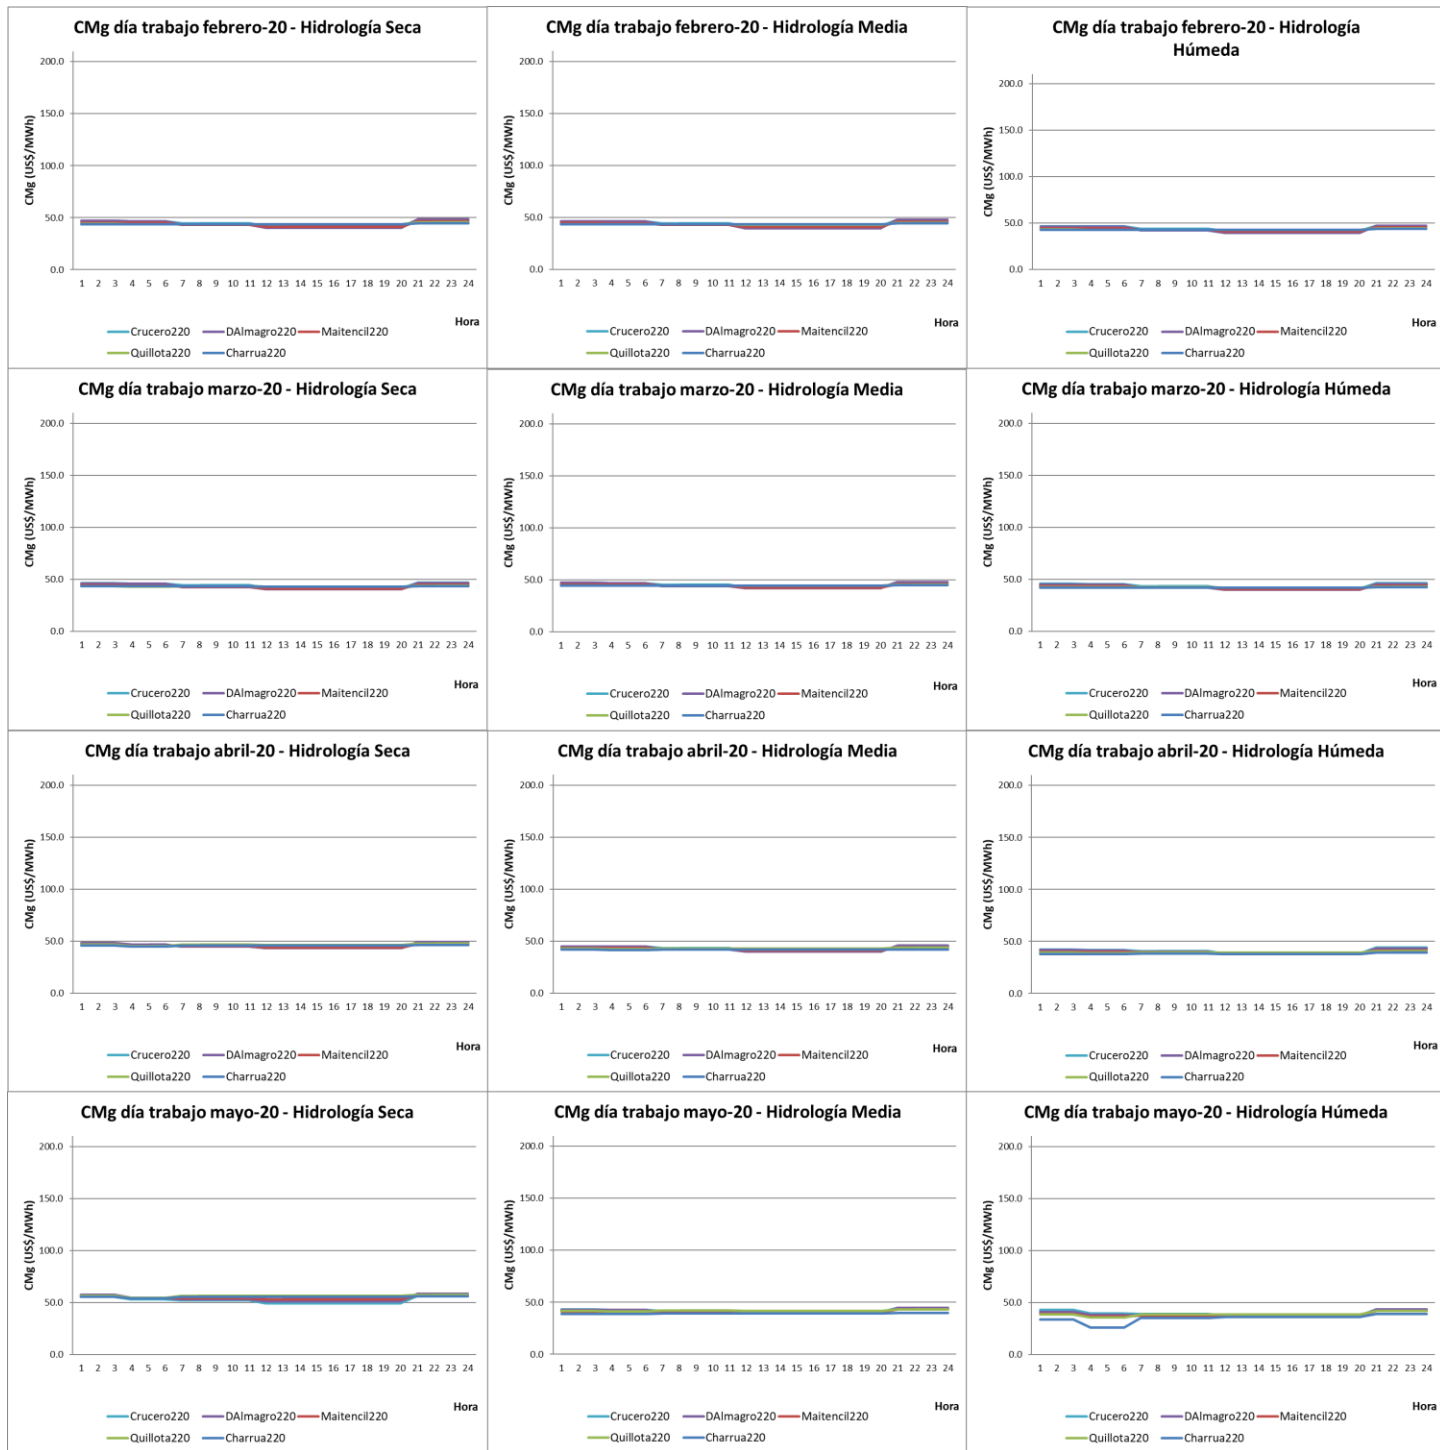 CMg día trabajo febrero-20 - Hidrología Seca
CMg (US$/MWh)
200.0
150.0
100.0
50.0
0.0
1 2 3 4 5 6 7 8 9 10 11 12 13 14 15 16 17 18 19 20 21 22 23 24
Hora
Crucero220 DAlmagro220 Maitencil220
Quillota220 Charrua220
CMg día trabajo febrero-20 - Hidrología Media
CMg (US$/MWh)
200.0
150.0
100.0
50.0
0.0
1 2 3 4 5 6 7 8 9 10 11 12 13 14 15 16 17 18 19 20 21 22 23 24
Hora
Crucero220 DAlmagro220 Maitencil220
Quillota220 Charrua220
CMg día trabajo febrero-20 - Hidrología
Húmeda
CMg (US$/MWh)
200.0
150.0
100.0
50.0
0.0
1 2 3 4 5 6 7 8 9 10 11 12 13 14 15 16 17 18 19 20 21 22 23 24
Hora
Crucero220 DAlmagro220 Maitencil220
Quillota220 Charrua220
CMg día trabajo marzo-20 - Hidrología Seca
CMg (US$/MWh)
200.0
150.0
100.0
50.0
0.0
1 2 3 4 5 6 7 8 9 10 11 12 13 14 15 16 17 18 19 20 21 22 23 24
Hora
Crucero220 DAlmagro220 Maitencil220
Quillota220 Charrua220
CMg día trabajo marzo-20 - Hidrología Media
CMg (US$/MWh)
200.0
150.0
100.0
50.0
0.0
1 2 3 4 5 6 7 8 9 10 11 12 13 14 15 16 17 18 19 20 21 22 23 24
Hora
Crucero220 DAlmagro220 Maitencil220
Quillota220 Charrua220
CMg día trabajo marzo-20 - Hidrología Húmeda
CMg (US$/MWh)
200.0
150.0
100.0
50.0
0.0
1 2 3 4 5 6 7 8 9 10 11 12 13 14 15 16 17 18 19 20 21 22 23 24
Hora
Crucero220 DAlmagro220 Maitencil220
Quillota220 Charrua220
CMg día trabajo abril-20 - Hidrología Seca
CMg (US$/MWh)
200.0
150.0
100.0
50.0
0.0
1 2 3 4 5 6 7 8 9 10 11 12 13 14 15 16 17 18 19 20 21 22 23 24
Hora
Crucero220 DAlmagro220 Maitencil220
Quillota220 Charrua220
CMg día trabajo abril-20 - Hidrología Media
CMg (US$/MWh)
200.0
150.0
100.0
50.0
0.0
1 2 3 4 5 6 7 8 9 10 11 12 13 14 15 16 17 18 19 20 21 22 23 24
Hora
Crucero220 DAlmagro220 Maitencil220
Quillota220 Charrua220
CMg día trabajo abril-20 - Hidrología Húmeda
CMg (US$/MWh)
200.0
150.0
100.0
50.0
0.0
1 2 3 4 5 6 7 8 9 10 11 12 13 14 15 16 17 18 19 20 21 22 23 24
Hora
Crucero220 DAlmagro220 Maitencil220
Quillota220 Charrua220
CMg día trabajo mayo-20 - Hidrología Seca
CMg (US$/MWh)
200.0
150.0
100.0
50.0
0.0
1 2 3 4 5 6 7 8 9 10 11 12 13 14 15 16 17 18 19 20 21 22 23 24
Hora
Crucero220 DAlmagro220 Maitencil220
Quillota220 Charrua220
CMg día trabajo mayo-20 - Hidrología Media
CMg (US$/MWh)
200.0
150.0
100.0
50.0
0.0
1 2 3 4 5 6 7 8 9 10 11 12 13 14 15 16 17 18 19 20 21 22 23 24
Hora
Crucero220 DAlmagro220 Maitencil220
Quillota220 Charrua220
CMg día trabajo mayo-20 - Hidrología Húmeda
CMg (US$/MWh)
200.0
150.0
100.0
50.0
0.0
1 2 3 4 5 6 7 8 9 10 11 12 13 14 15 16 17 18 19 20 21 22 23 24
Hora
Crucero220 DAlmagro220 Maitencil220
Quillota220 Charrua220